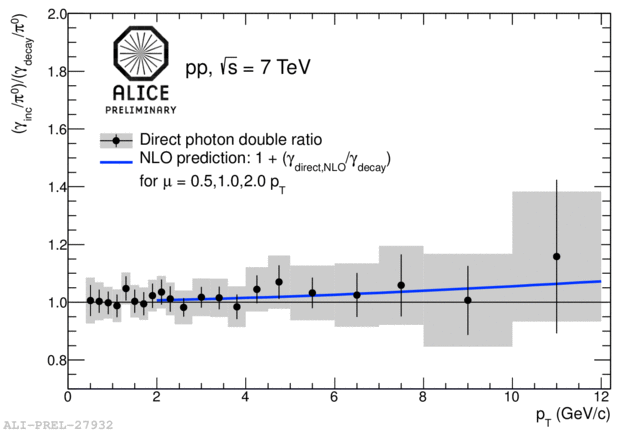 (γinc/π⁰)/(γdecay/π⁰)
2.0
1.8
1.6
1.4
1.2
1.0
0.8
ALICE
PRELIMINARY
pp, √s = 7 TeV
Direct photon double ratio
NLO prediction: 1 + (γdirect,NLO/γdecay)
for μ = 0.5,1.0,2.0 pT
0 2 4 6 8 10 12
pT (GeV/c)
ALI-PREL-27932